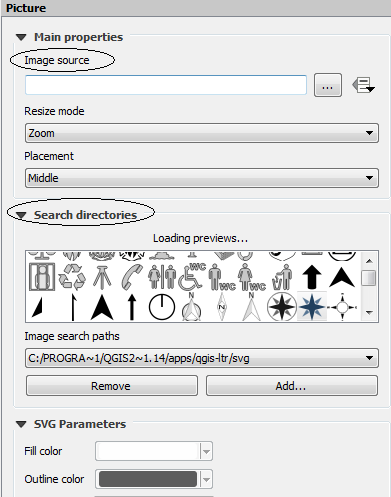 Picture
Main properties
Image source
...
Resize mode
Zoom
Placement
Middle
Search directories
Loading previews...
WC
WC
N
N
N
Image search paths
C:/PROGRA~1/QGIS2~1.14/apps/qgis-ltr/svg
Remove
Add...
SVG Parameters
Fill color
Outline color